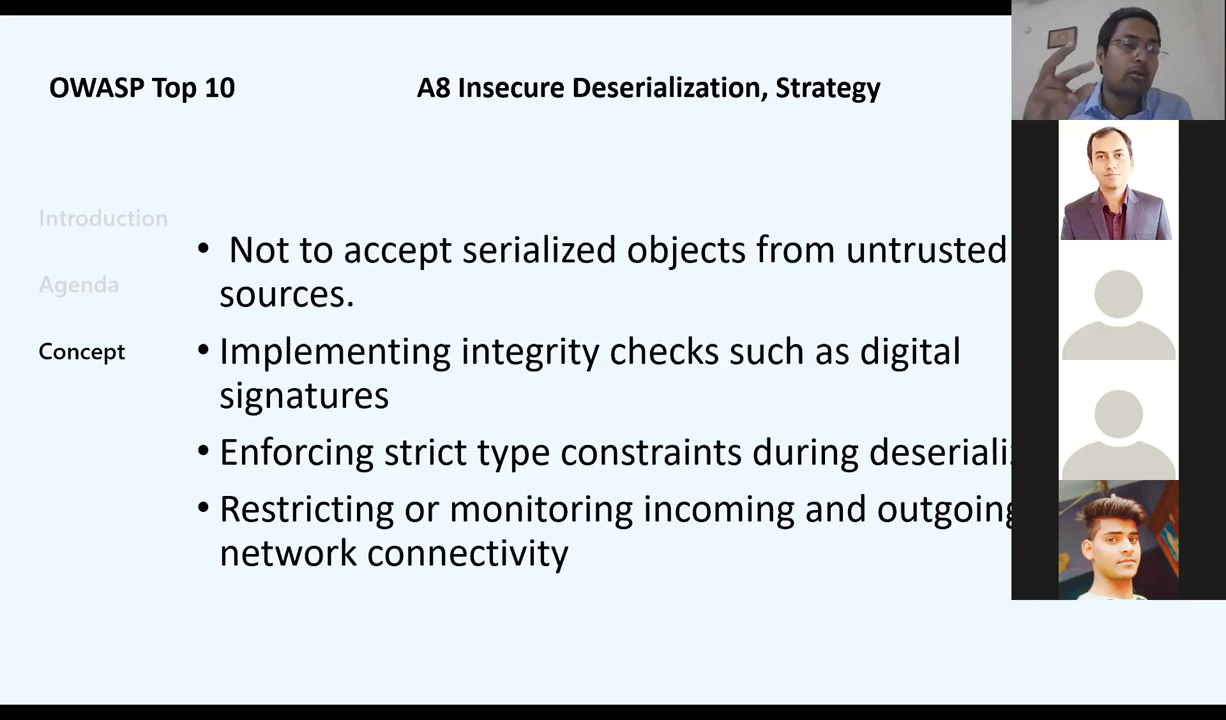 OWASP Top 10
A8 Insecure Deserialization, Strategy
Introduction
Agenda
Concept
• Not to accept serialized objects from untrusted
sources.
• Implementing integrity checks such as digital
signatures
• Enforcing strict type constraints during
• Restricting or monitoring incoming and outgoing
network connectivity